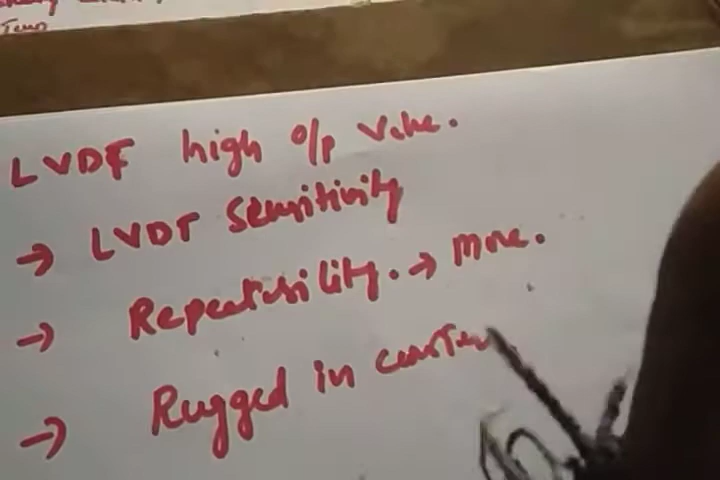 LVDT high o/p Value.
→ LVDT Sensitivity
→ Repeatability. → more.
→ Rugged in